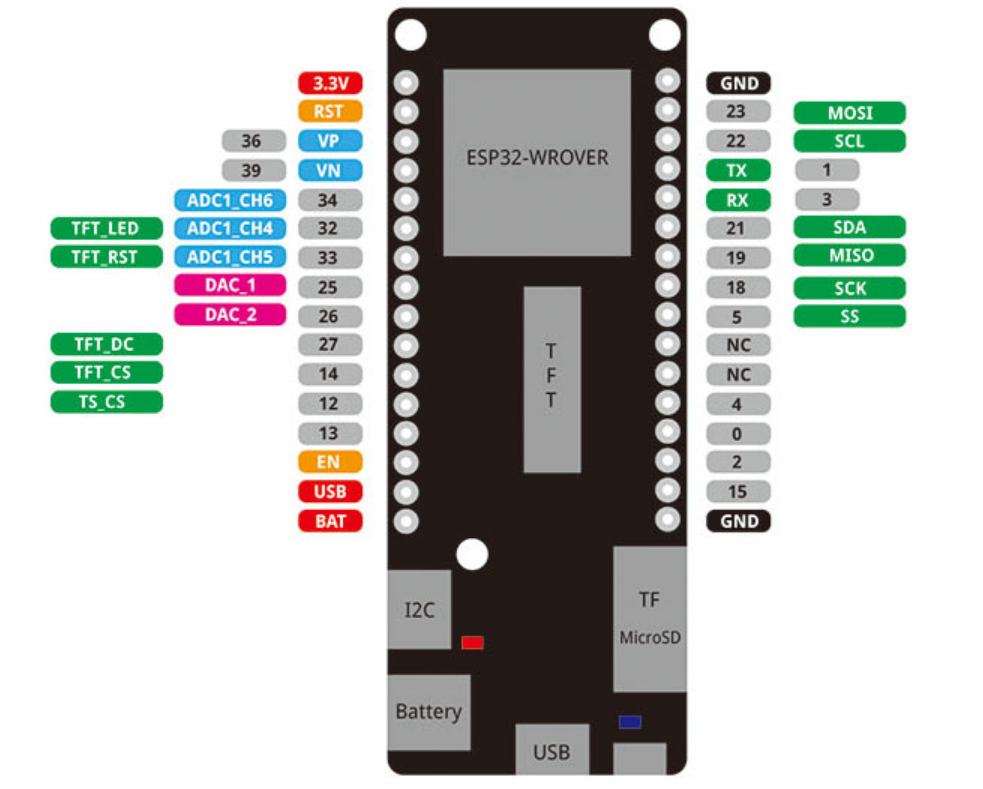 3.3V GND
RST 23 MOSI
36 VP 22 SCL
39 VN TX 1
ADC1_CH6 34 RX 3
TFT_LED ADC1_CH4 32 21 SDA
TFT_RST ADC1_CH5 33 19 MISO
DAC_1 25 18 SCK
DAC_2 26 5 SS
TFT_DC 27 NC
TFT_CS 14 NC
TS_CS 12 4
13 0
EN 2
USB 15
BAT GND
ESP32-WROVER
T
F
T
I2C
TF
MicroSD
Battery
USB